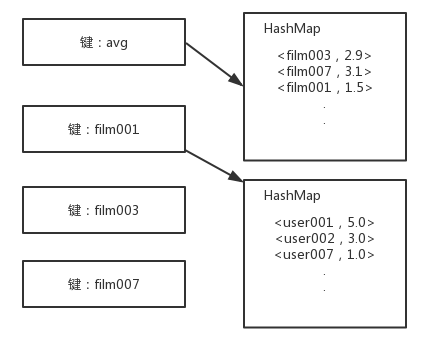 键：avg
键：film001
键：film003
键：film007
HashMap
<film003，2.9>
<film007，3.1>
<film001，1.5>
.
.
HashMap
<user001，5.0>
<user002，3.0>
<user007，1.0>
.
.